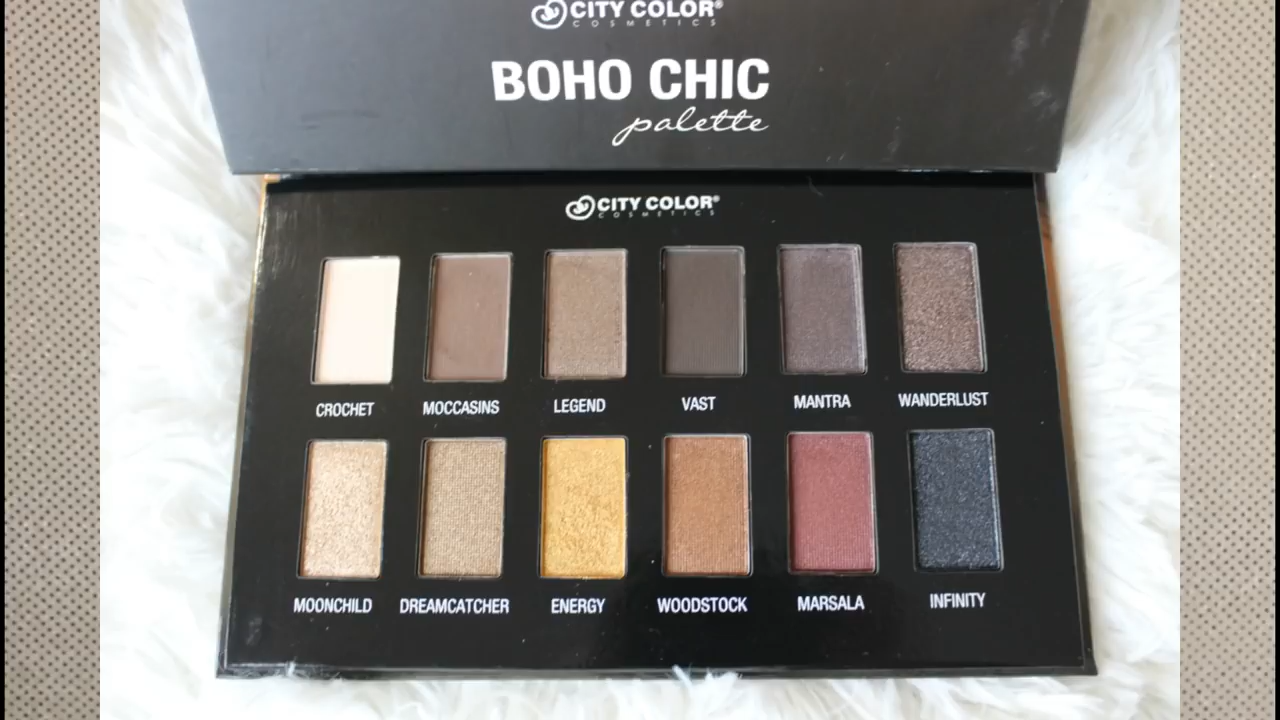 CITY COLOR®
COSMETICS
BOHO CHIC
palette
CITY COLOR®
COSMETICS
CROCHET MOCCASINS LEGEND VAST MANTRA WANDERLUST
MOONCHILD DREAMCATCHER ENERGY WOODSTOCK MARSALA INFINITY